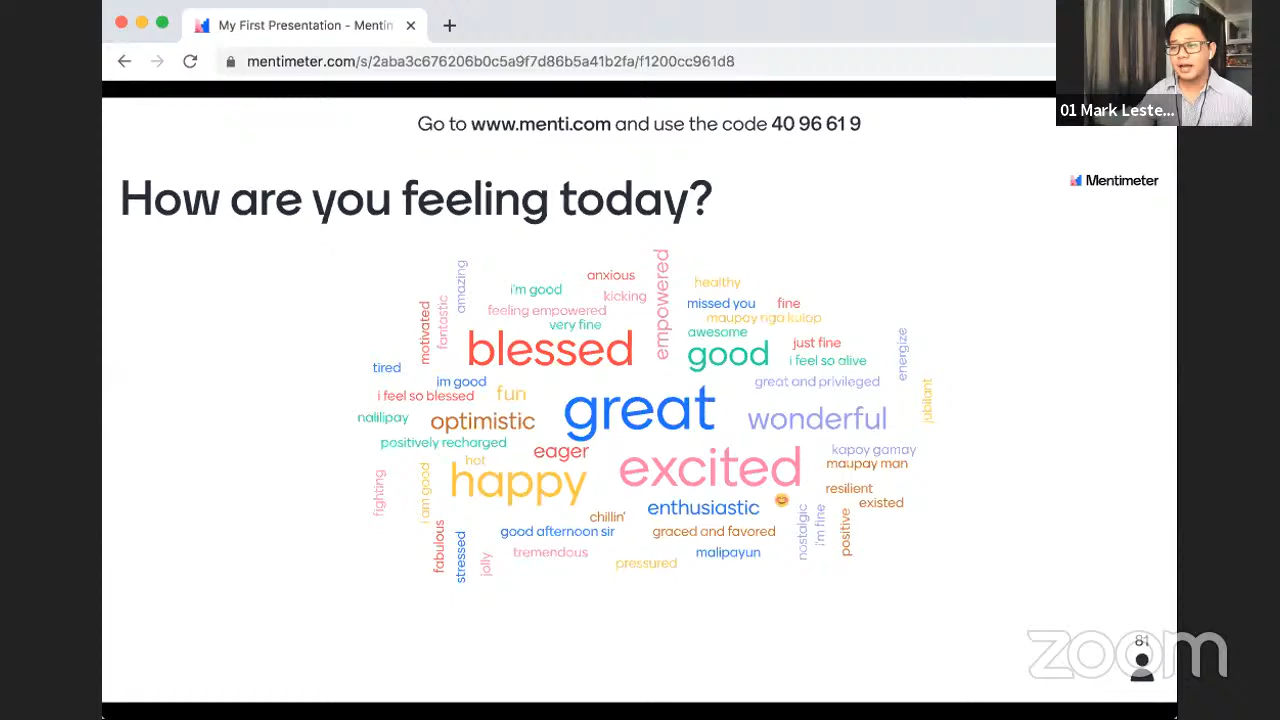 My First Presentation - Mentin
mentimeter.com/s/2aba3c676206b0c5a9f7d86b5a41b2fa/f1200cc961d8
01 Mark Leste...
Go to www.menti.com and use the code 40 96 61 9
Mentimeter
How are you feeling today?
amazing
anxious
empowered
healthy
i'm good
kicking
missed you
fine
motivated
fantastic
feeling empowered
maupay nga kulop
very fine
awesome
blessed
good
just fine
i feel so alive
energize
tired
im good
great and privileged
i feel so blessed
fun
great
jubilant
nalilipay
optimistic
wonderful
positively recharged
eager
kapoy gamay
hot
excited
maupay man
happy
fighting
i am good
resilient
existed
enthusiastic
chillin'
nostalgic
i'm fine
positive
good afternoon sir
graced and favored
fabulous
stressed
jolly
tremendous
malipayun
pressured
81
zoom